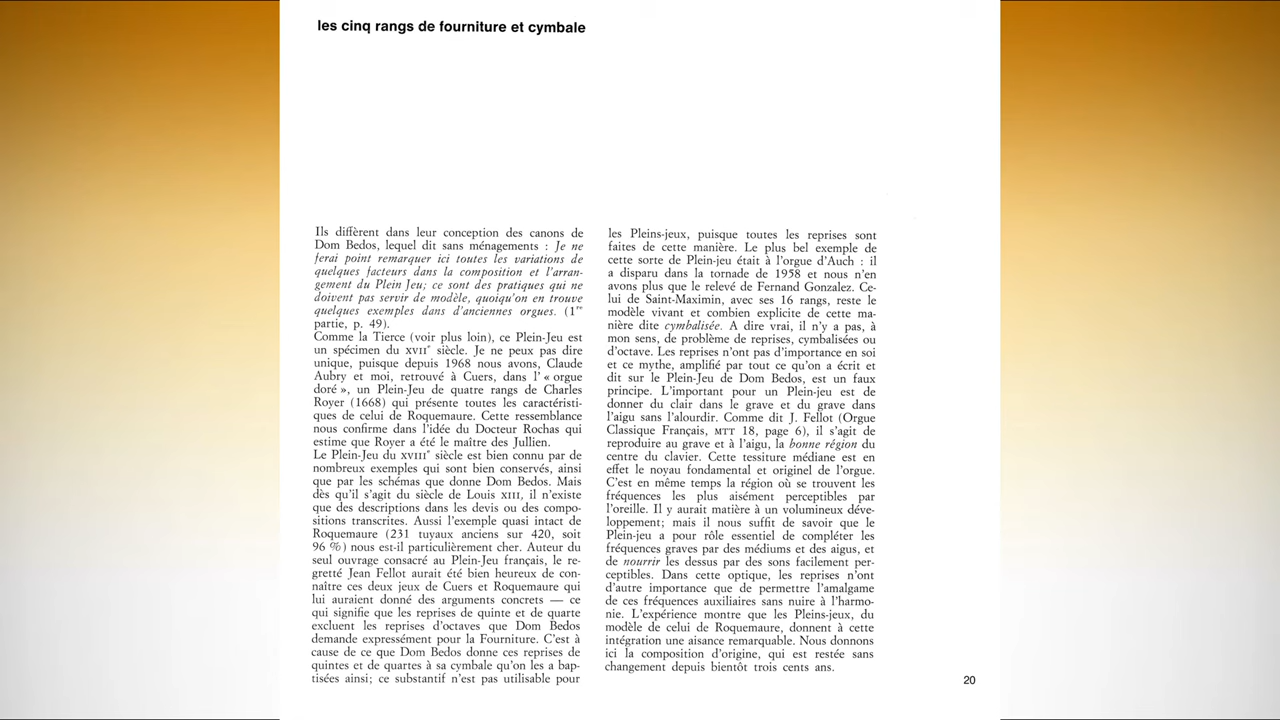 les cinq rangs de fourniture et cymbale
Ils diffèrent dans leur conception des canons de
Dom Bedos, lequel dit sans ménagements : Je ne
ferai point remarquer ici toutes les variations de
quelques facteurs dans la composition et l'arran-
gement du Plein Jeu; ce sont des pratiques qui ne
doivent pas servir de modèle, quoiqu'on en trouve
quelques exemples dans d'anciennes orgues. (1re
partie, p. 49).
Comme la Tierce (voir plus loin), ce Plein-Jeu est
un spécimen du XVIIe siècle. Je ne peux pas dire
unique, puisque depuis 1968 nous avons, Claude
Aubry et moi, retrouvé à Cuers, dans l'« orgue
doré », un Plein-Jeu de quatre rangs de Charles
Royer (1668) qui présente toutes les caractéristi-
ques de celui de Roquemaure. Cette ressemblance
nous confirme dans l'idée du Docteur Rochas qui
estime que Royer a été le maître des Jullien.
Le Plein-Jeu du XVIIIe siècle est bien connu par de
nombreux exemples qui sont bien conservés, ainsi
que par les schémas que donne Dom Bedos. Mais
dès qu'il s'agit du siècle de Louis XIII, il n'existe
que des descriptions dans les devis ou des compo-
sitions transcrites. Aussi l'exemple quasi intact de
Roquemaure (231 tuyaux anciens sur 420, soit
96 %) nous est-il particulièrement cher. Auteur du
seul ouvrage consacré au Plein-Jeu français, le re-
gretté Jean Fellot aurait été bien heureux de con-
naître ces deux jeux de Cuers et Roquemaure qui
lui auraient donné des arguments concrets — ce
qui signifie que les reprises de quinte et de quarte
excluent les reprises d'octaves que Dom Bedos
demande expressément pour la Fourniture. C'est à
cause de ce que Dom Bedos donne ces reprises de
quintes et de quartes à sa cymbale qu'on les a bap-
tisées ainsi; ce substantif n'est pas utilisable pour
les Pleins-jeux, puisque toutes les reprises sont
faites de cette manière. Le plus bel exemple de
cette sorte de Plein-jeu était à l'orgue d'Auch : il
a disparu dans la tornade de 1958 et nous n'en
avons plus que le relevé de Fernand Gonzalez. Ce-
lui de Saint-Maximin, avec ses 16 rangs, reste le
modèle vivant et combien explicite de cette ma-
nière dite cymbalisée. A dire vrai, il n'y a pas, à
mon sens, de problème de reprises, cymbalisées ou
d'octave. Les reprises n'ont pas d'importance en soi
et ce mythe, amplifié par tout ce qu'on a écrit et
dit sur le Plein-Jeu de Dom Bedos, est un faux
principe. L'important pour un Plein-jeu est de
donner du clair dans le grave et du grave dans
l'aigu sans l'alourdir. Comme dit J. Fellot (Orgue
Classique Français, MTT 18, page 6), il s'agit de
reproduire au grave et à l'aigu, la bonne région du
centre du clavier. Cette tessiture médiane est en
effet le noyau fondamental et originel de l'orgue.
C'est en même temps la région où se trouvent les
fréquences les plus aisément perceptibles par
l'oreille. Il y aurait matière à un volumineux déve-
loppement; mais il nous suffit de savoir que le
Plein-jeu a pour rôle essentiel de compléter les
fréquences graves par des médiums et des aigus, et
de nourrir les dessus par des sons facilement per-
ceptibles. Dans cette optique, les reprises n'ont
d'autre importance que de permettre l'amalgame
de ces fréquences auxiliaires sans nuire à l'harmo-
nie. L'expérience montre que les Pleins-jeux, du
modèle de celui de Roquemaure, donnent à cette
intégration une aisance remarquable. Nous donnons
ici la composition d'origine, qui est restée sans
changement depuis bientôt trois cents ans.
20